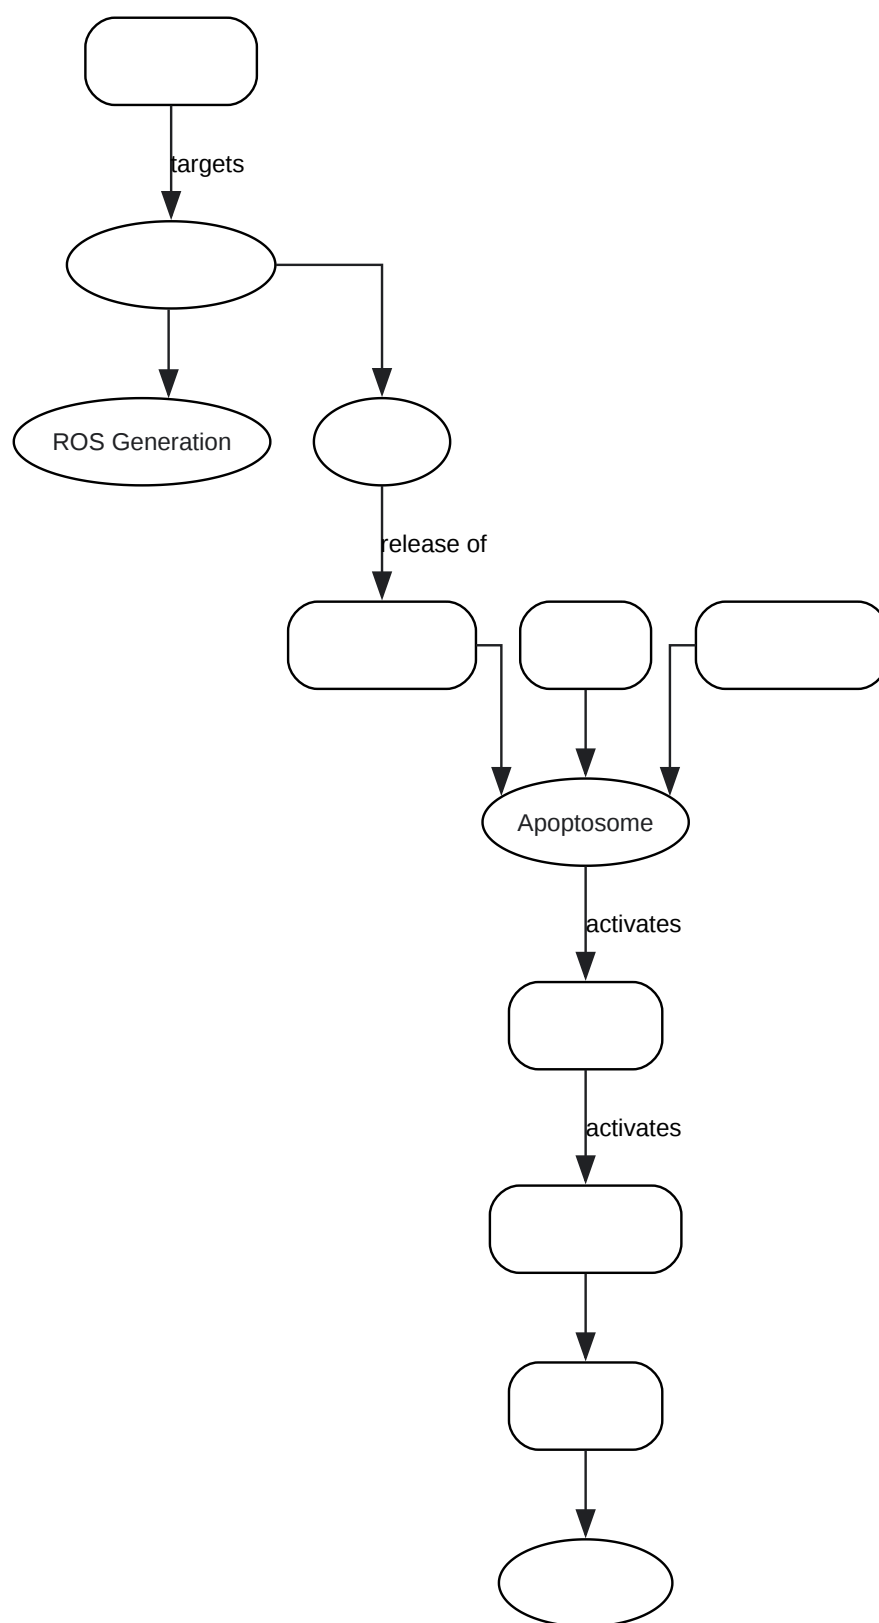 targets
ROS Generation
release of
Apoptosome
activates
activates